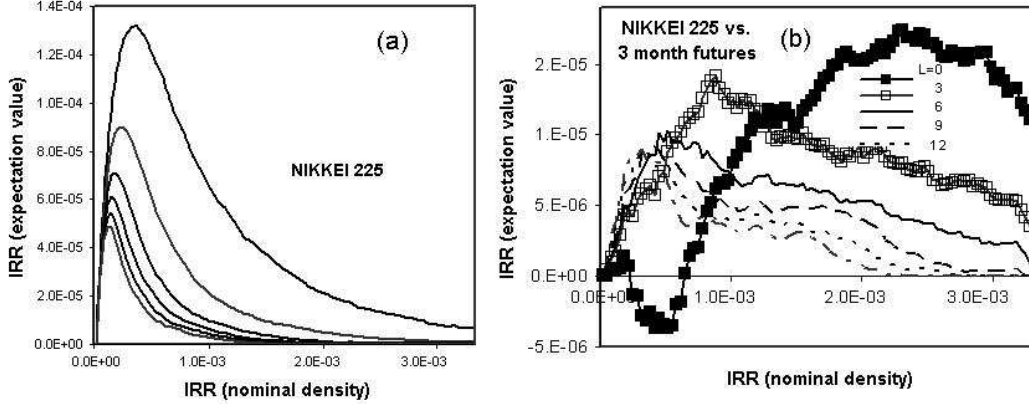 1.4E-04
1.2E-04
1.0E-04
8.0E-05
6.0E-05
4.0E-05
2.0E-05
0.0E+00
IRR (expectation value)
(a)
NIKKEI 225
0.0E+00 1.0E-03 2.0E-03 3.0E-03
IRR (nominal density)
NIKKEI 225 vs.
3 month futures
(b)
L=0
3
6
9
12
2.E-05
1.E-05
5.E-06
0.E+00
-5.E-06
IRR (expectation value)
0.0E+00 1.0E-03 2.0E-03 3.0E-03
IRR (nominal density)